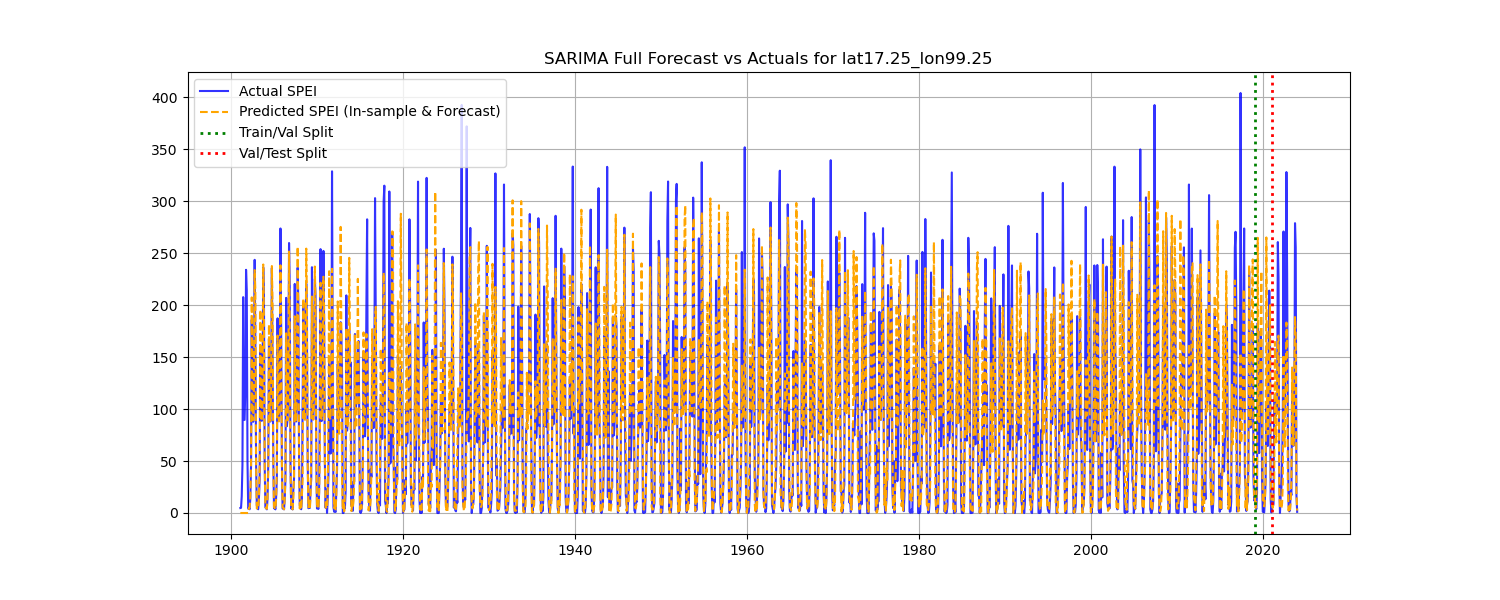 SARIMA Full Forecast vs Actuals for lat17.25_lon99.25
Actual SPEI
Predicted SPEI (In-sample & Forecast)
Train/Val Split
Val/Test Split
400
350
300
250
200
150
100
50
0
1900 1920 1940 1960 1980 2000 2020